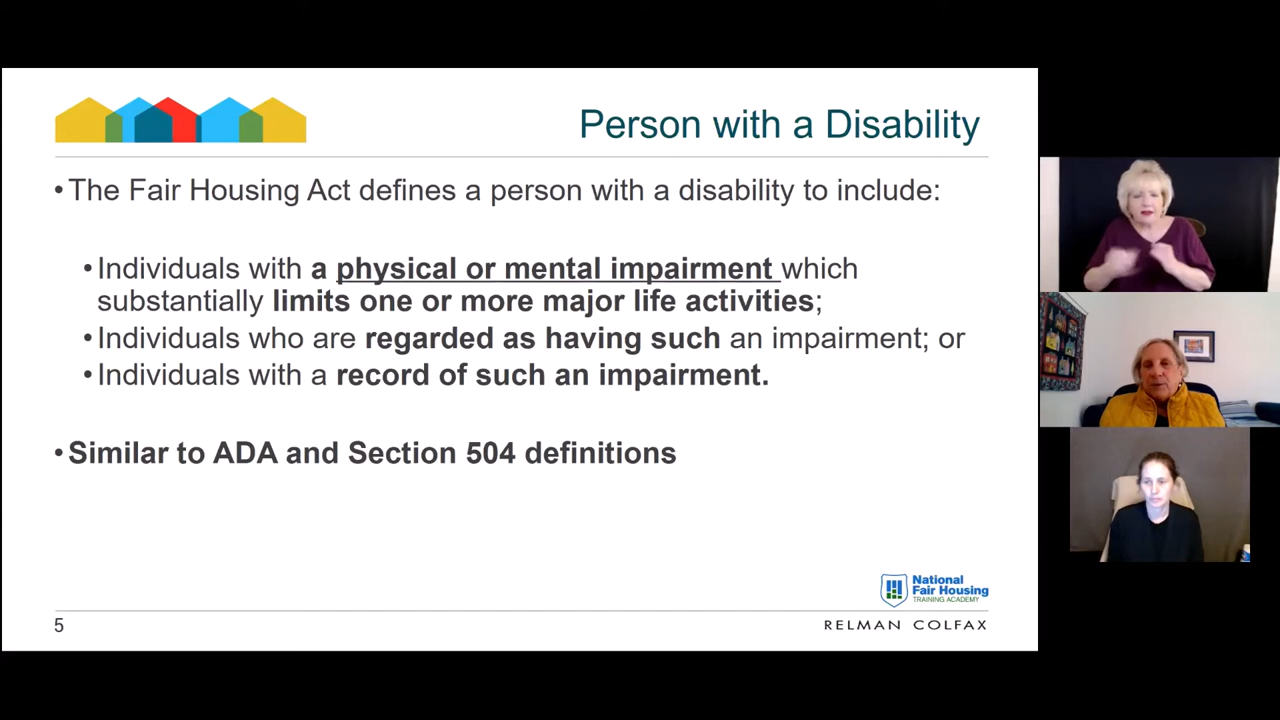 Person with a Disability
•The Fair Housing Act defines a person with a disability to include:
•Individuals with a physical or mental impairment which
substantially limits one or more major life activities;
•Individuals who are regarded as having such an impairment; or
•Individuals with a record of such an impairment.
•Similar to ADA and Section 504 definitions
National
Fair Housing
TRAINING ACADEMY
5
RELMAN COLFAX